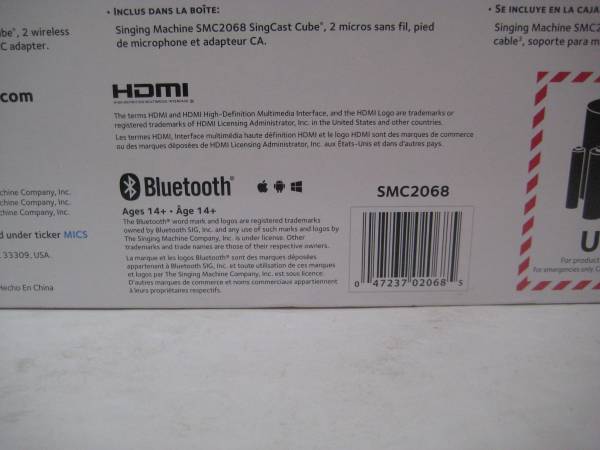 • INCLUS DANS LA BOÎTE:
Singing Machine SMC2068 SingCast Cube", 2 micros sans fil, pied
de microphone et adapteur CA.
be", 2 wireless
C adapter.
com
HDMI
HIGH-DEFINITION MULTIMEDIA INTERFACE
The terms HDMI and HDMI High-Definition Multimedia Interface, and the HDMI Logo are trademarks or
registered trademarks of HDMI Licensing Administrator, Inc. in the United States and other countries.
Les termes HDMI, Interface multimédia haute définition HDMI et le logo HDMI sont des marques de commerce
ou des marques déposées de HDMI Licensing Administrator, Inc. aux États-Unis et dans d'autres pays.
Bluetooth®
Ages 14+ • Âge 14+
The Bluetooth® word mark and logos are registered trademarks
owned by Bluetooth SIG, Inc. and any use of such marks and logos by
The Singing Machine Company, Inc. is under license. Other
trademarks and trade names are those of their respective owners.
La marque et les logos Bluetooth® sont des marques déposées
appartenant à Bluetooth SIG, Inc. et toute utilisation de ces marques
et logos par The Singing Machine Company, Inc. est sous licence.
D'autres marques de commerce et noms commerciaux appartiennent
à leurs propriétaires respectifs.
chine Company, Inc.
chine Company, Inc.
chine Company, Inc.
d under ticker MICS
33309, USA.
Hecho En China
SMC2068
0 47237 02068 5
• SE INCLUYE EN LA CAJA
Singing Machine SMC2
cable², soporte para m
U
For product
For emergencies only. C